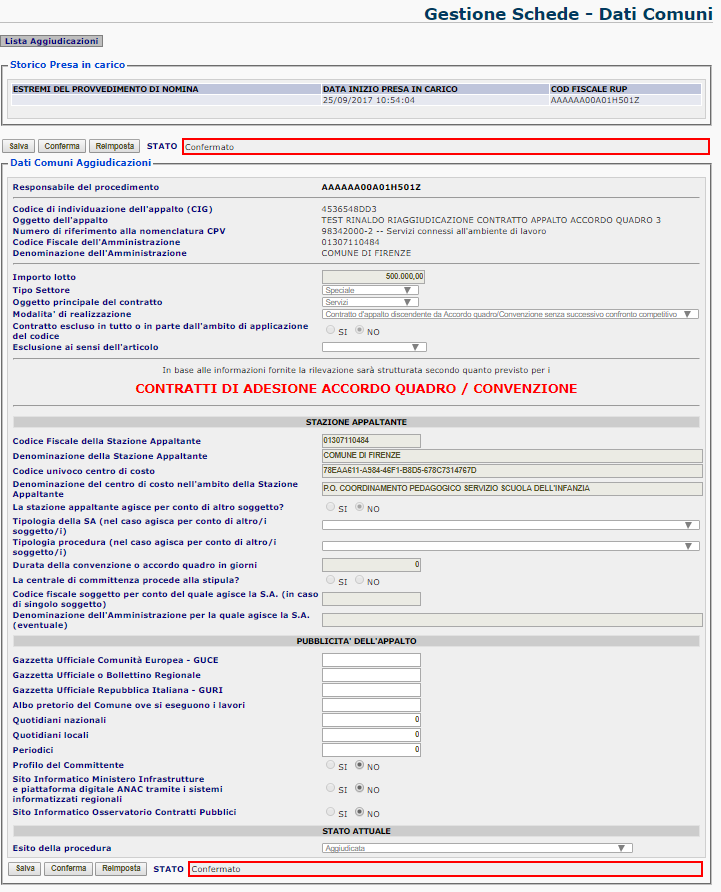 Gestione Schede - Dati Comuni
Lista Aggiudicazioni
Storico Presa in carico
ESTREMI DEL PROVVEDIMENTO DI NOMINA DATA INIZIO PRESA IN CARICO COD FISCALE RUP
25/09/2017 10:54:04 AAAAAA00A01H501Z
Salva Conferma Reimposta STATO Confermato
Dati Comuni Aggiudicazioni
Responsabile del procedimento AAAAAA00A01H501Z
Codice di individuazione dell'appalto (CIG) 4536548DD3
Oggetto dell'appalto TEST RINALDO RIAGGIUDICAZIONE CONTRATTO APPALTO ACCORDO QUADRO 3
Numero di riferimento alla nomenclatura CPV 98342000-2 -- Servizi connessi all'ambiente di lavoro
Codice Fiscale dell'Amministrazione 01307110484
Denominazione dell'Amministrazione COMUNE DI FIRENZE
Importo lotto 500.000,00
Tipo Settore Speciale
Oggetto principale del contratto Servizi
Modalita' di realizzazione Contratto d'appalto discendente da Accordo quadro/Convenzione senza successivo confronto competitivo
Contratto escluso in tutto o in parte dall'ambito di applicazione
del codice SI NO
Esclusione ai sensi dell'articolo
In base alle informazioni fornite la rilevazione sarà strutturata secondo quanto previsto per i
CONTRATTI DI ADESIONE ACCORDO QUADRO / CONVENZIONE
STAZIONE APPALTANTE
Codice Fiscale della Stazione Appaltante 01307110484
Denominazione della Stazione Appaltante COMUNE DI FIRENZE
Codice univoco centro di costo 78EAA611-A984-46F1-B8D5-678C7314767D
Denominazione del centro di costo nell'ambito della Stazione
Appaltante P.O. COORDINAMENTO PEDAGOGICO SERVIZIO SCUOLA DELL'INFANZIA
La stazione appaltante agisce per conto di altro soggetto? SI NO
Tipologia della SA (nel caso agisca per conto di altro/i
soggetto/i)
Tipologia procedura (nel caso agisca per conto di altro/i
soggetto/i)
Durata della convenzione o accordo quadro in giorni 0
La centrale di committenza procede alla stipula? SI NO
Codice fiscale soggetto per conto del quale agisce la S.A. (in caso
di singolo soggetto)
Denominazione dell'Amministrazione per la quale agisce la S.A.
(eventuale)
PUBBLICITA' DELL'APPALTO
Gazzetta Ufficiale Comunità Europea - GUCE
Gazzetta Ufficiale o Bollettino Regionale
Gazzetta Ufficiale Repubblica Italiana - GURI
Albo pretorio del Comune ove si eseguono i lavori
Quotidiani nazionali 0
Quotidiani locali 0
Periodici 0
Profilo del Committente SI NO
Sito Informatico Ministero Infrastrutture
e piattaforma digitale ANAC tramite i sistemi SI NO
informatizzati regionali
Sito Informatico Osservatorio Contratti Pubblici SI NO
STATO ATTUALE
Esito della procedura Aggiudicata
Salva Conferma Reimposta STATO Confermato